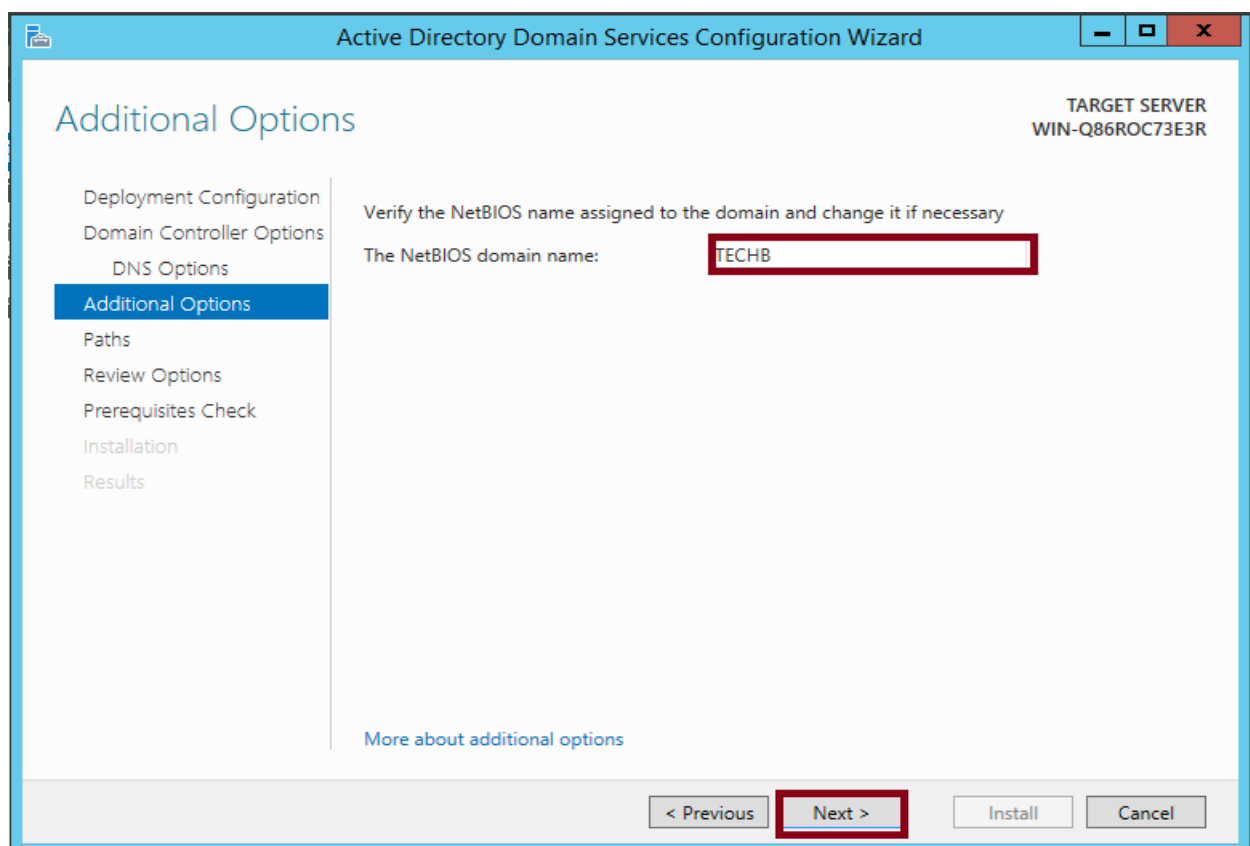 Active Directory Domain Services Configuration Wizard
Additional Options
TARGET SERVER
WIN-Q86ROC73E3R
Deployment Configuration
Domain Controller Options
DNS Options
Additional Options
Paths
Review Options
Prerequisites Check
Installation
Results
Verify the NetBIOS name assigned to the domain and change it if necessary
The NetBIOS domain name: TECHB
More about additional options
< Previous Next > Install Cancel